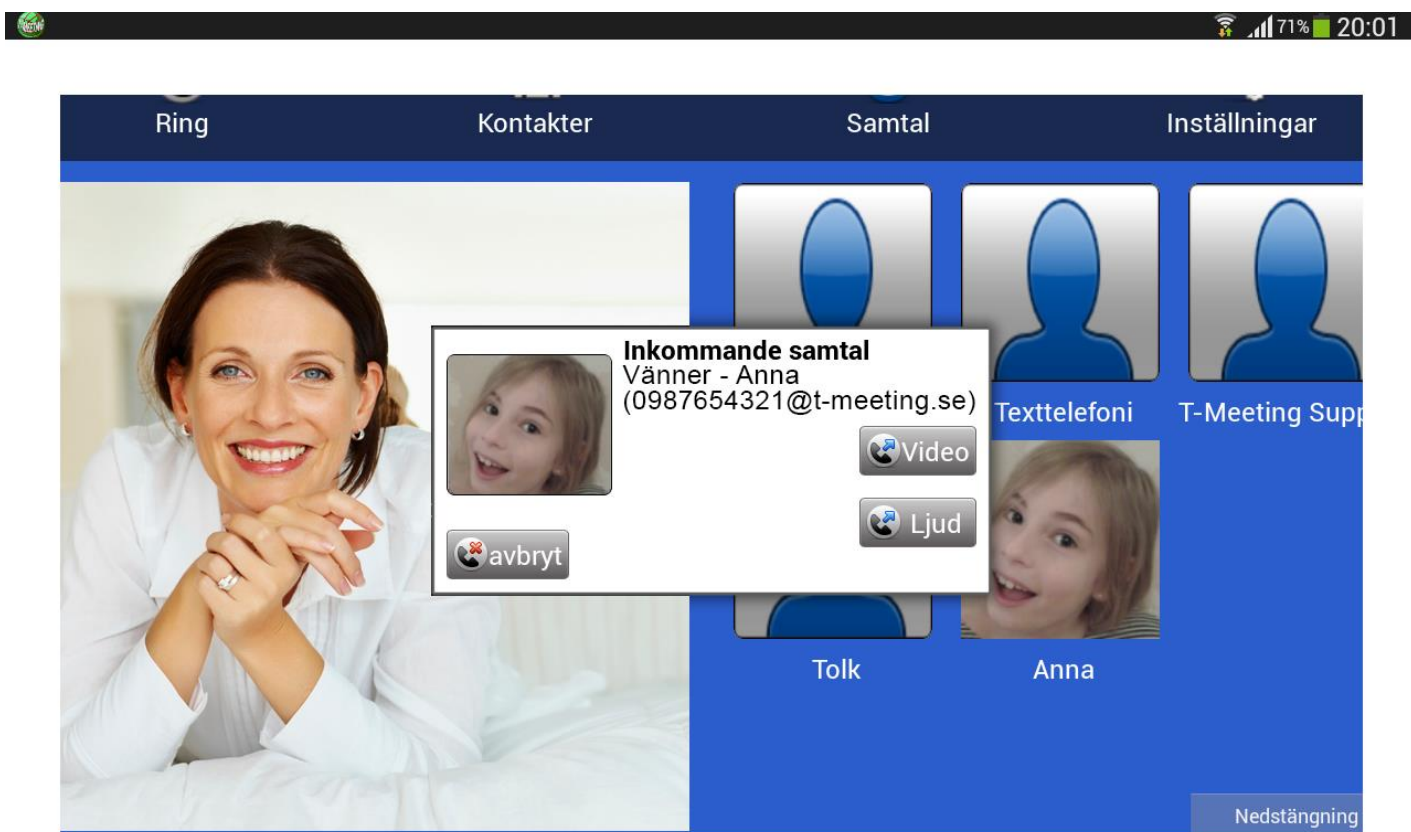 71% 20:01
Ring Kontakter Samtal Inställningar
Inkommande samtal
Vänner - Anna
(0987654321@t-meeting.se)
Video
Ljud
avbryt
Texttelefoni T-Meeting Supp
Tolk Anna
Nedstängning